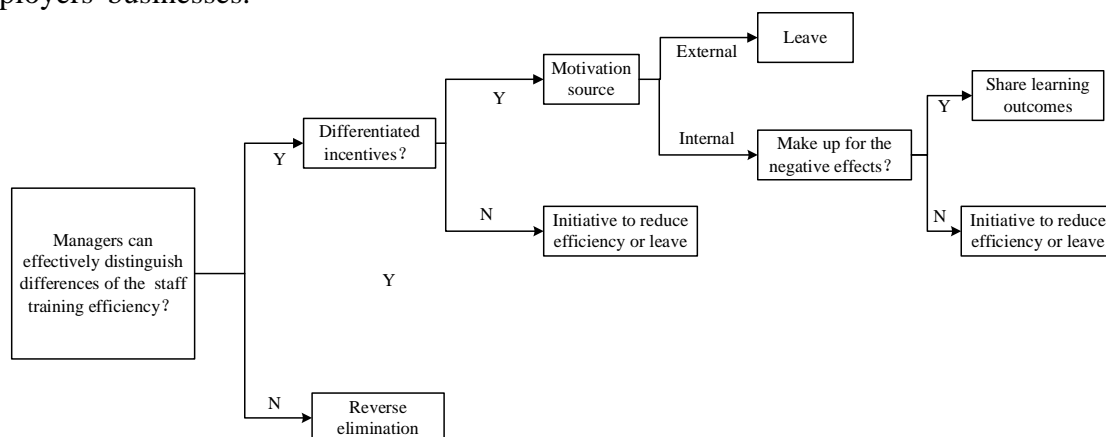 ployers' businesses.
Leave
External
Motivation
source
Y
Share learning
outcomes
Y
Differentiated
incentives?
Y
Internal
Make up for the
negative effects?
Managers can
effectively distinguish
differences of the staff
training efficiency?
N
Initiative to reduce
efficiency or leave
N
Initiative to reduce
efficiency or leave
Y
N
Reverse
elimination